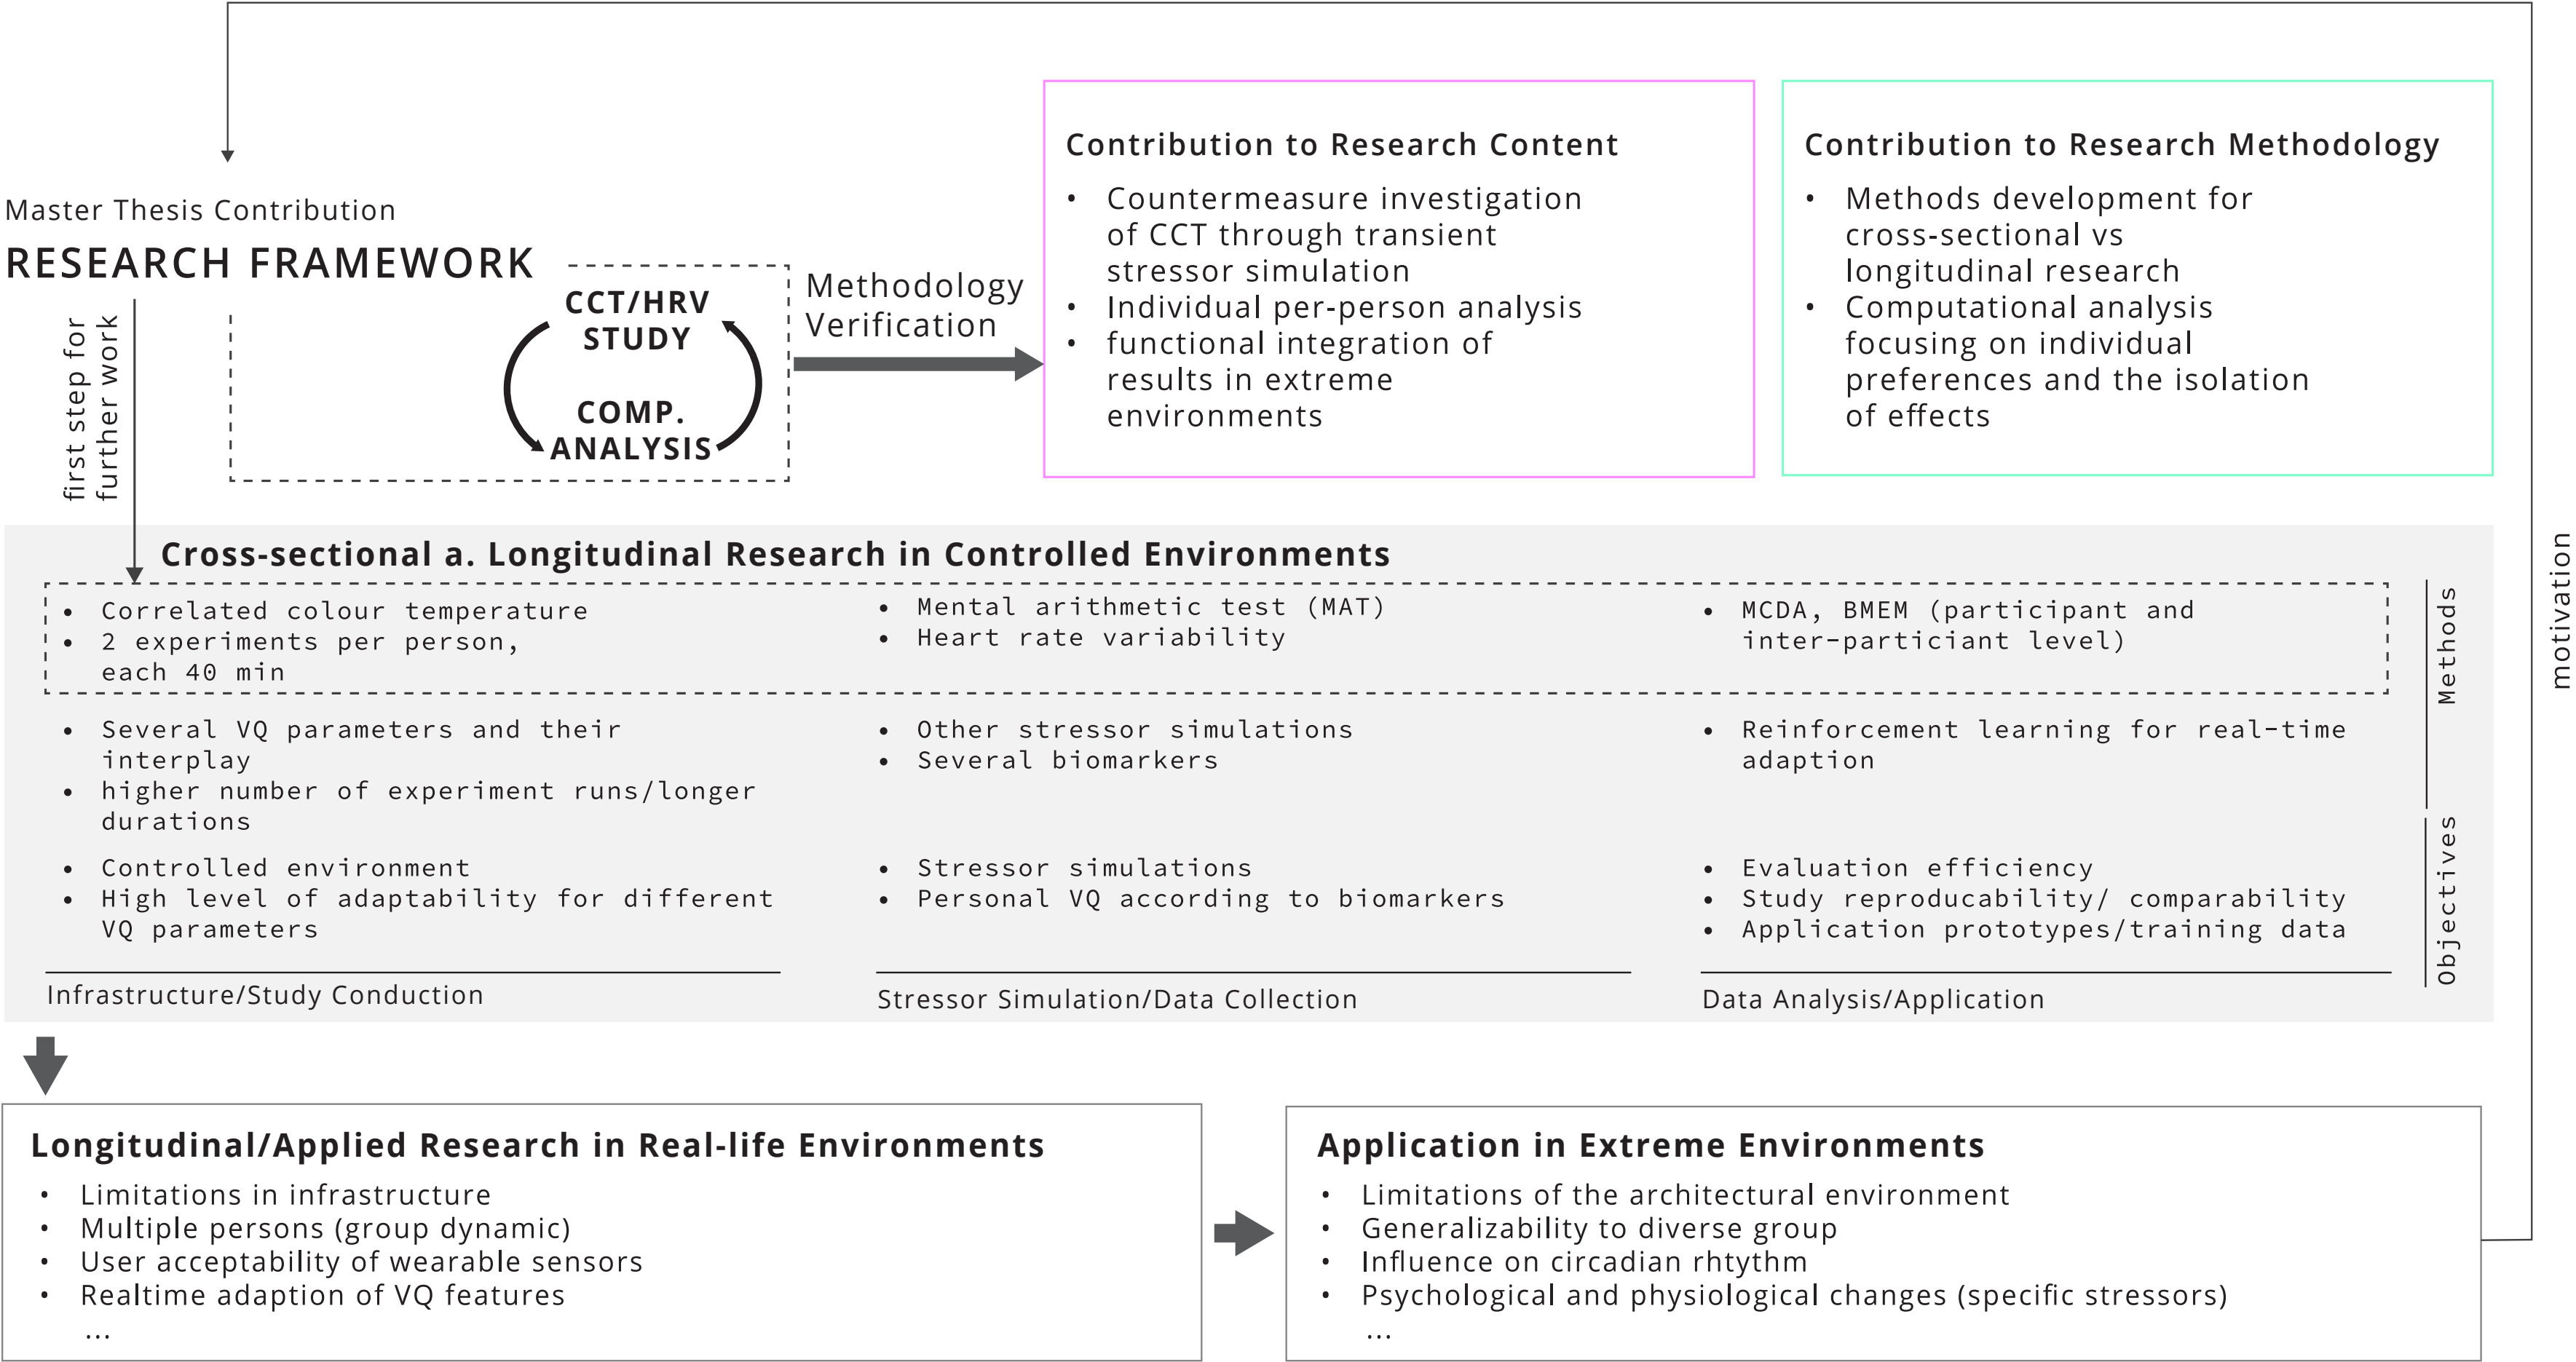 Master Thesis Contribution
RESEARCH FRAMEWORK
first step for
further work
CCT/HRV
STUDY
COMP.
ANALYSIS
Methodology
Verification
Contribution to Research Content
• Countermeasure investigation
of CCT through transient
stressor simulation
• Individual per-person analysis
• functional integration of
results in extreme
environments
Contribution to Research Methodology
• Methods development for
cross-sectional vs
longitudinal research
• Computational analysis
focusing on individual
preferences and the isolation
of effects
motivation
Cross-sectional a. Longitudinal Research in Controlled Environments
• Correlated colour temperature
• 2 experiments per person,
each 40 min
• Mental arithmetic test (MAT)
• Heart rate variability
• MCDA, BMEM (participant and
inter-particiant level)
• Several VQ parameters and their
interplay
• higher number of experiment runs/longer
durations
• Other stressor simulations
• Several biomarkers
• Reinforcement learning for real-time
adaption
Methods
• Controlled environment
• High level of adaptability for different
VQ parameters
• Stressor simulations
• Personal VQ according to biomarkers
• Evaluation efficiency
• Study reproducability/ comparability
• Application prototypes/training data
Objectives
Infrastructure/Study Conduction
Stressor Simulation/Data Collection
Data Analysis/Application
Longitudinal/Applied Research in Real-life Environments
• Limitations in infrastructure
• Multiple persons (group dynamic)
• User acceptability of wearable sensors
• Realtime adaption of VQ features
...
Application in Extreme Environments
• Limitations of the architectural environment
• Generalizability to diverse group
• Influence on circadian rhtythm
• Psychological and physiological changes (specific stressors)
...